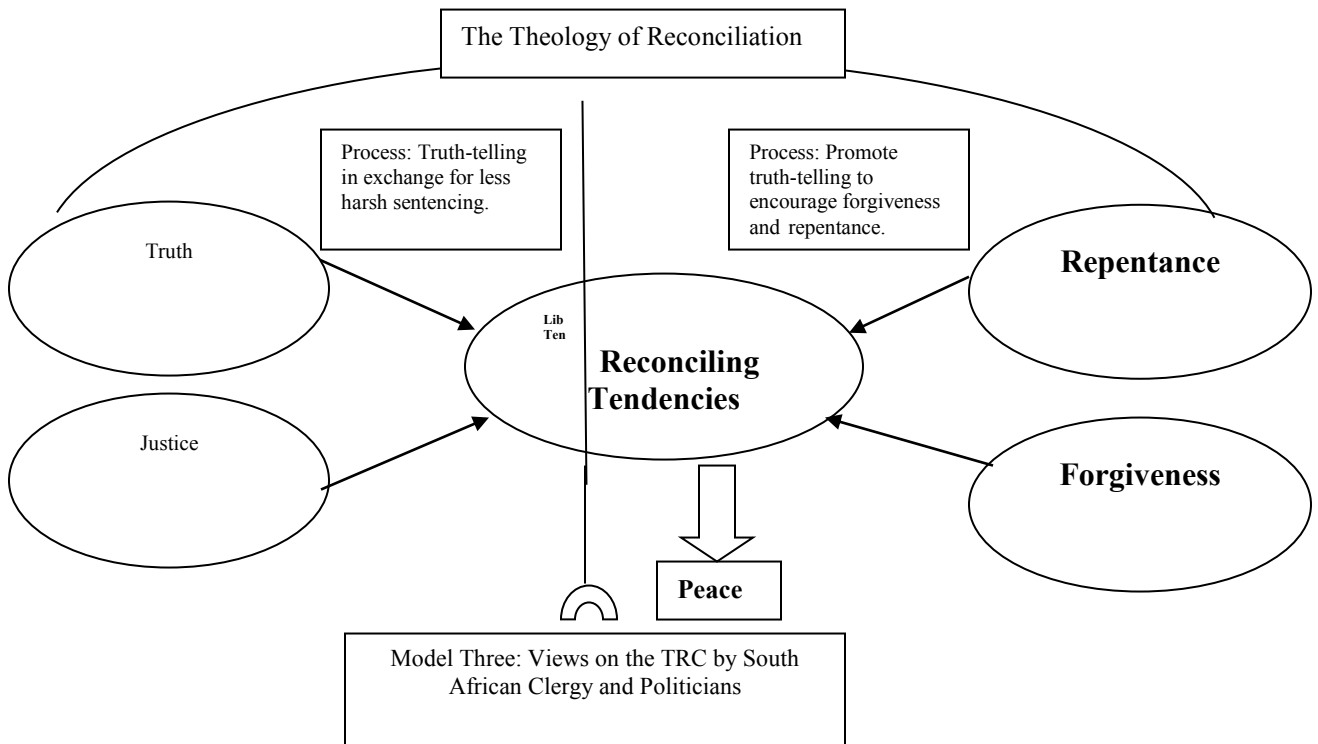 The Theology of Reconciliation
Process: Truth-telling
in exchange for less
harsh sentencing.
Process: Promote
truth-telling to
encourage forgiveness
and repentance.
Truth
Repentance
Lib
Ten
Reconciling
Tendencies
Justice
Forgiveness
Peace
Model Three: Views on the TRC by South
African Clergy and Politicians